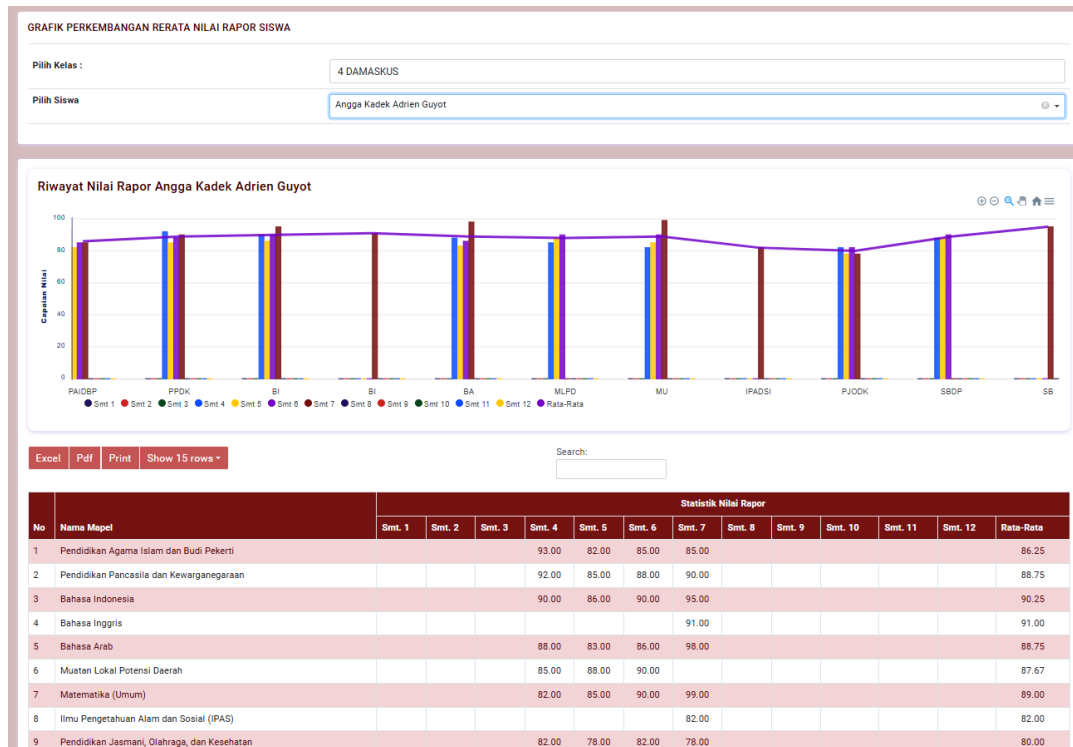 GRAFIK PERKEMBANGAN RERATA NILAI RAPOR SISWA
Pilih Kelas :
4 DAMASKUS
Pilih Siswa
Angga Kadek Adrien Guyot
Riwayat Nilai Rapor Angga Kadek Adrien Guyot
Capaian Nilai
100
80
60
40
20
0
PAIDBP PPDK BI BI BA MLPD MU IPADSI PJODK SBDP SB
Smt 1 Smt 2 Smt 3 Smt 4 Smt 5 Smt 6 Smt 7 Smt 8 Smt 9 Smt 10 Smt 11 Smt 12 Rata-Rata
Excel Pdf Print Show 15 rows
Search:
Statistik Nilai Rapor
No Nama Mapel Smt. 1 Smt. 2 Smt. 3 Smt. 4 Smt. 5 Smt. 6 Smt. 7 Smt. 8 Smt. 9 Smt. 10 Smt. 11 Smt. 12 Rata-Rata
1 Pendidikan Agama Islam dan Budi Pekerti 93.00 82.00 85.00 85.00 86.25
2 Pendidikan Pancasila dan Kewarganegaraan 92.00 85.00 88.00 90.00 88.75
3 Bahasa Indonesia 90.00 86.00 90.00 95.00 90.25
4 Bahasa Inggris 91.00 91.00
5 Bahasa Arab 88.00 83.00 86.00 98.00 88.75
6 Muatan Lokal Potensi Daerah 85.00 88.00 90.00 87.67
7 Matematika (Umum) 82.00 85.00 90.00 99.00 89.00
8 Ilmu Pengetahuan Alam dan Sosial (IPAS) 82.00 82.00
9 Pendidikan Jasmani, Olahraga, dan Kesehatan 82.00 78.00 82.00 78.00 80.00